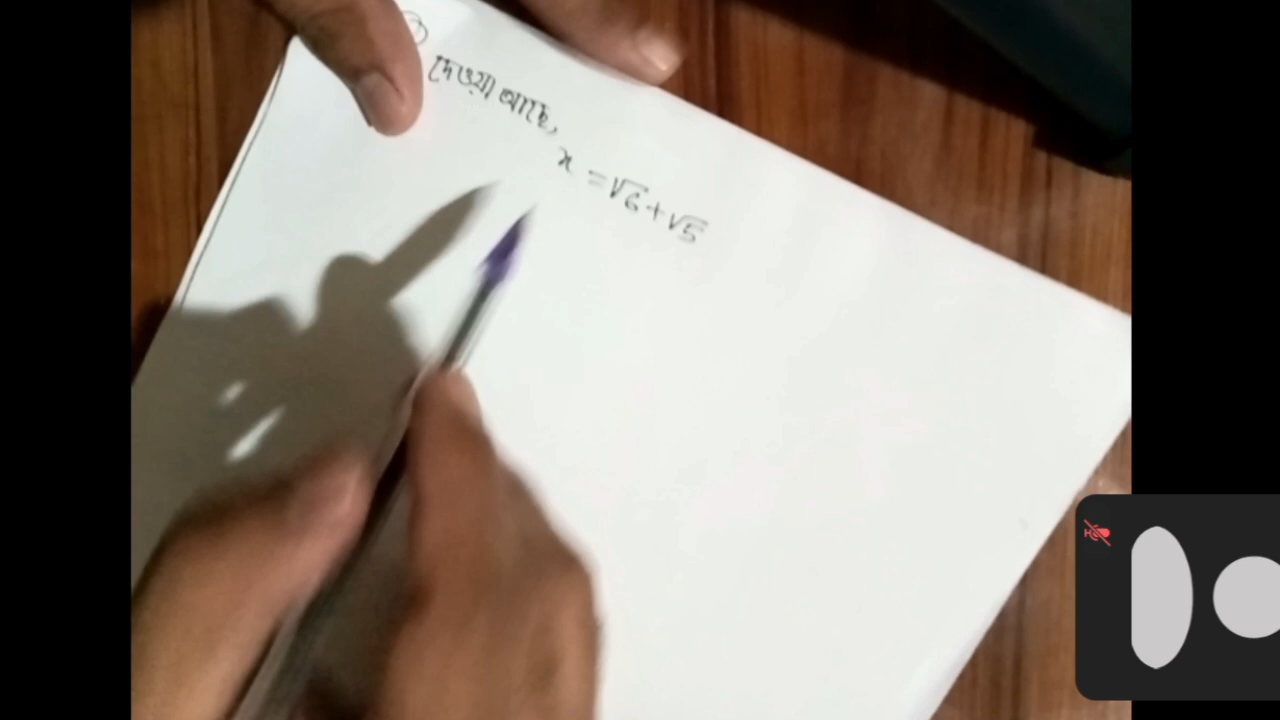 দেওয়া আছে,
x = √6 + √5